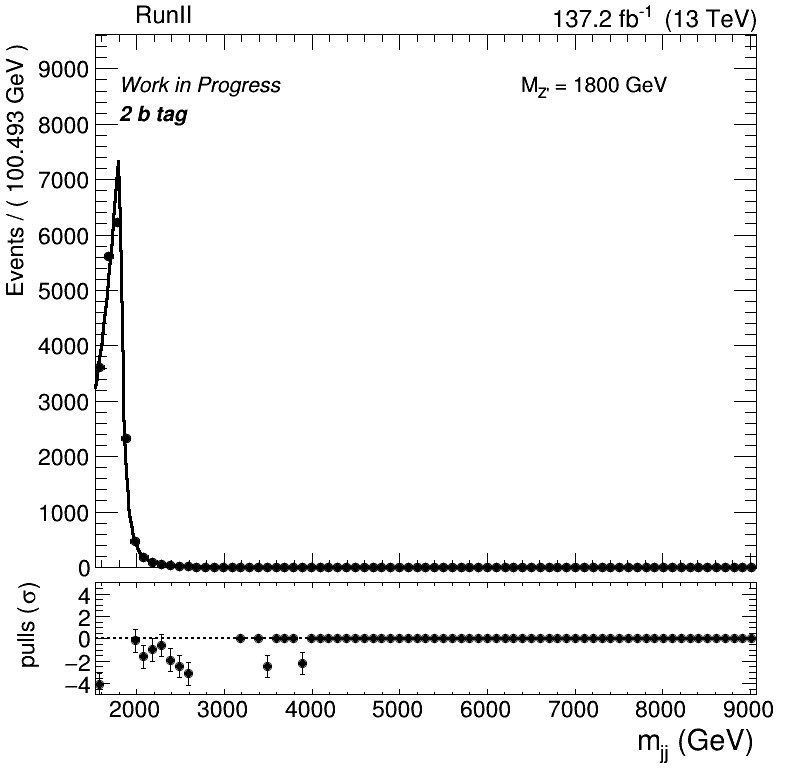 RunII 137.2 fb⁻¹ (13 TeV)
Events / ( 100.493 GeV )
9000
8000
7000
6000
5000
4000
3000
2000
1000
0
Work in Progress
2 b tag
M_Z' = 1800 GeV
pulls (σ)
4
2
0
−2
−4
2000 3000 4000 5000 6000 7000 8000 9000
m_jj (GeV)